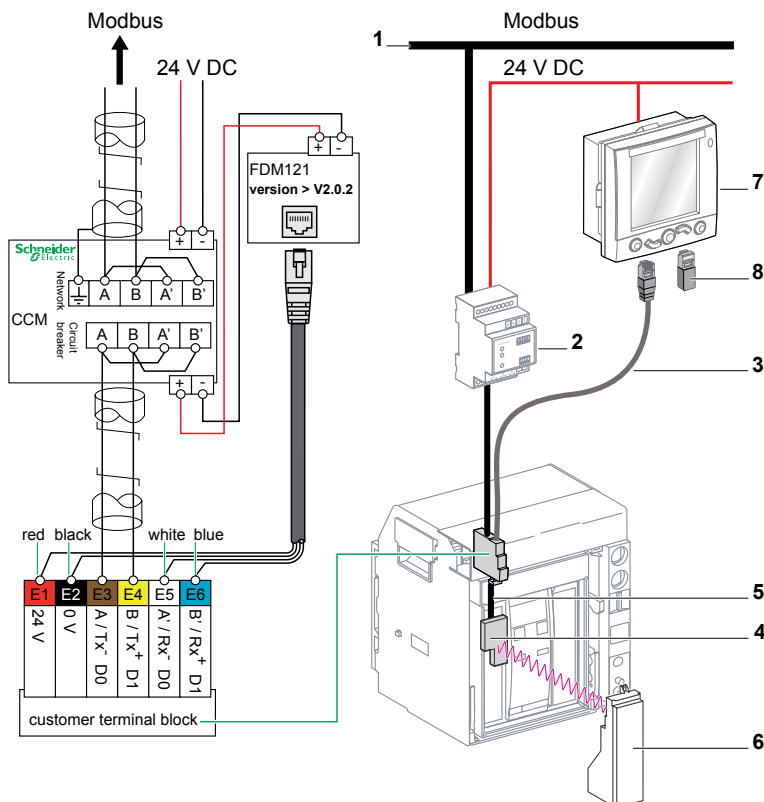 Modbus
24 V DC
+ -
FDM121
version > V2.0.2
+ -
Schneider
Electric
CCM
Network
A B A' B'
Circuit
breaker
A B A' B'
+ -
red black white blue
E1 E2 E3 E4 E5 E6
24 V
0 V
A / Tx- D0
B / Tx+ D1
A' / Rx- D0
B' / Rx+ D1
customer terminal block
1
Modbus
24 V DC
7
8
2
3
5
4
6